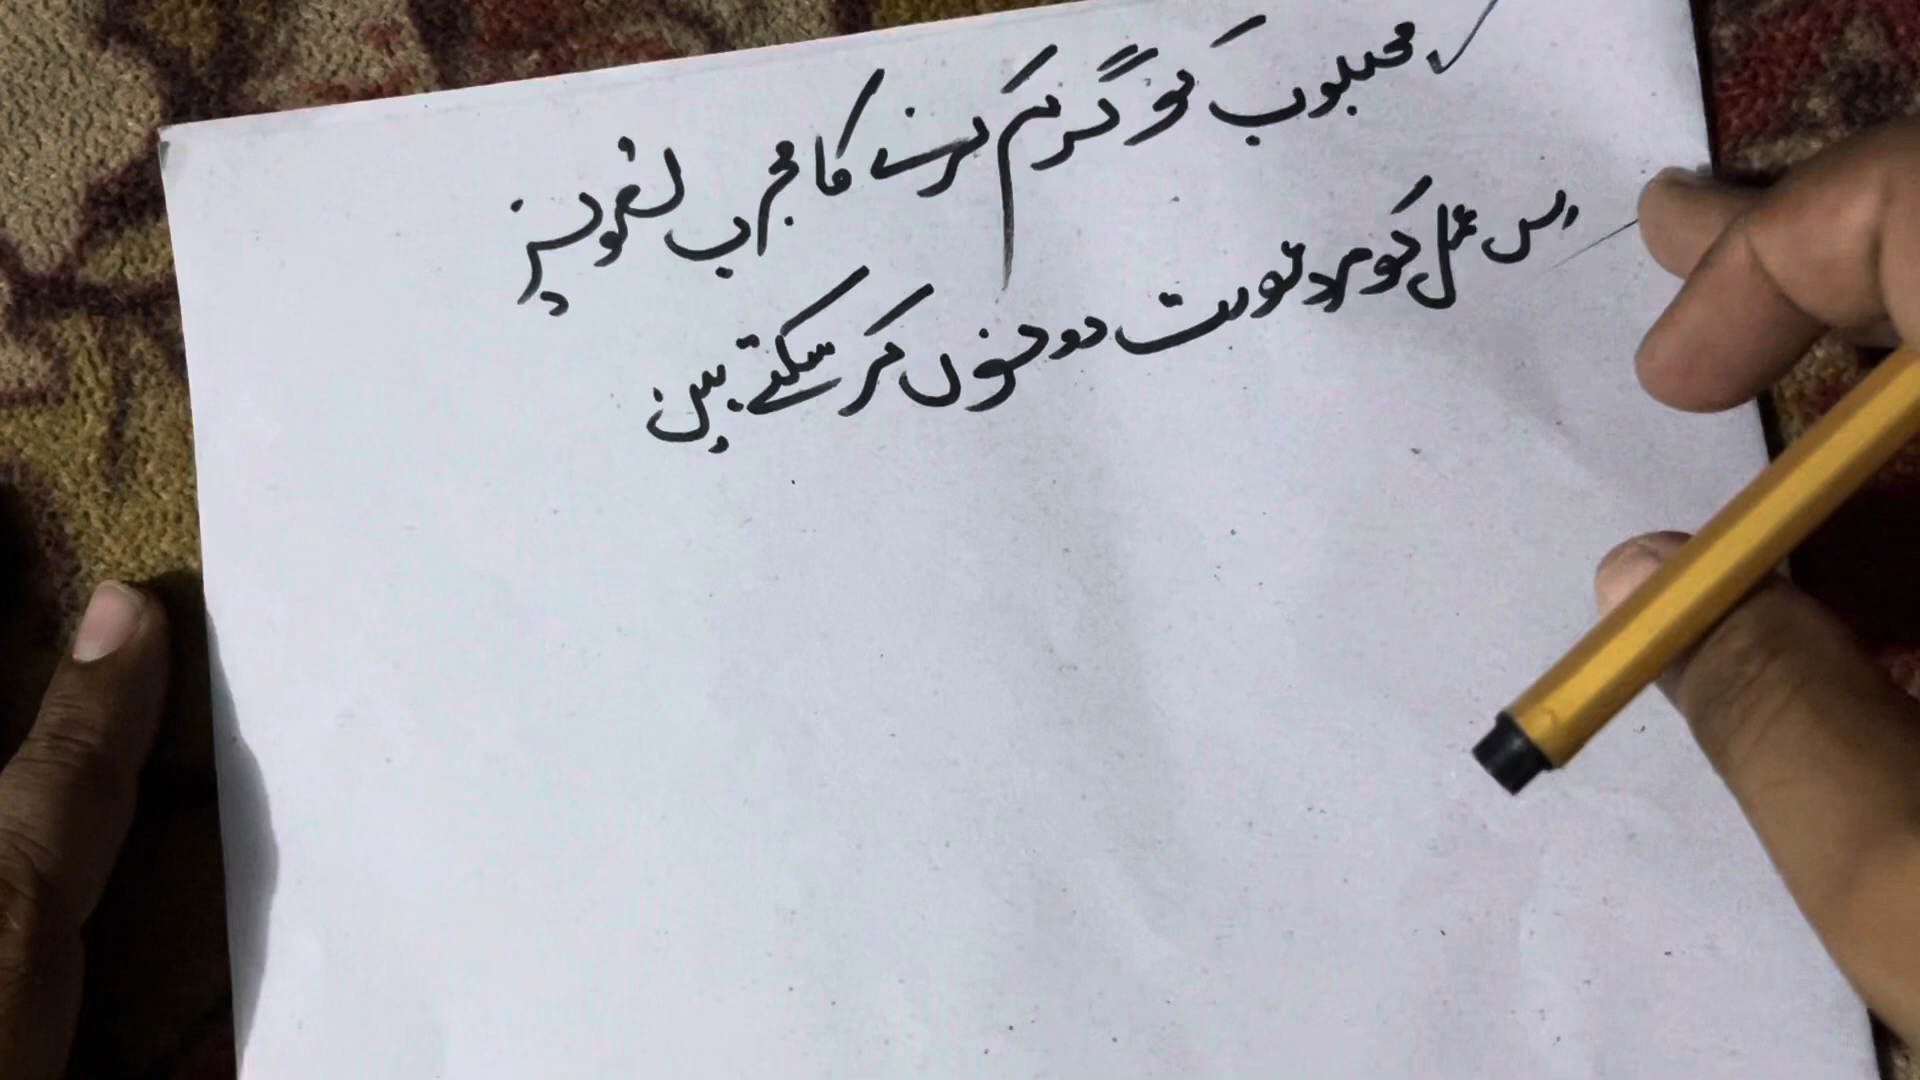 محبوب کو گرم کرنے کا مجرب تعویز
اس عمل کو مرد عورت دونوں کر سکتے ہیں